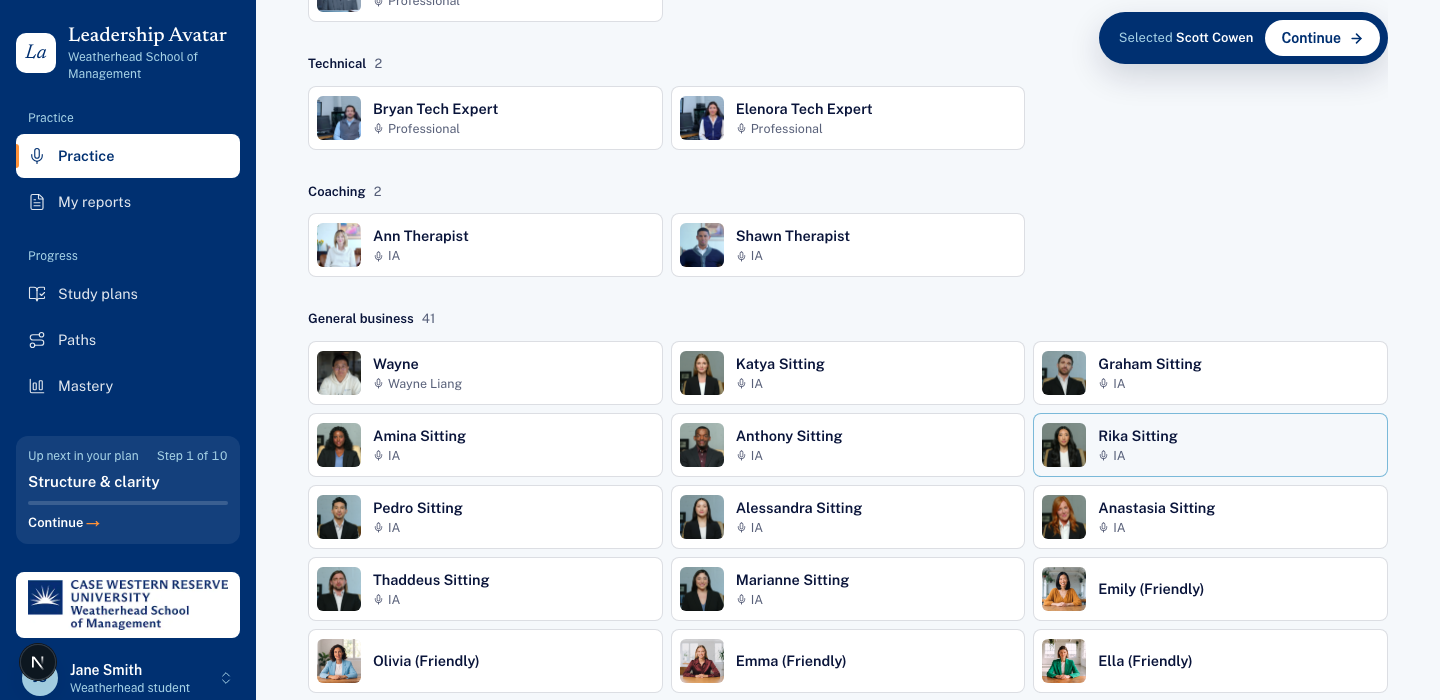 La
Leadership Avatar
Weatherhead School of
Management
Practice
Practice
My reports
Progress
Study plans
Paths
Mastery
Up next in your plan Step 1 of 10
Structure & clarity
Continue →
CASE WESTERN RESERVE
UNIVERSITY
Weatherhead School
of Management
N
Jane Smith
Weatherhead student
Professional
Selected Scott Cowen
Continue →
Technical 2
Bryan Tech Expert
Professional
Elenora Tech Expert
Professional
Coaching 2
Ann Therapist
IA
Shawn Therapist
IA
General business 41
Wayne
Wayne Liang
Katya Sitting
IA
Graham Sitting
IA
Amina Sitting
IA
Anthony Sitting
IA
Rika Sitting
IA
Pedro Sitting
IA
Alessandra Sitting
IA
Anastasia Sitting
IA
Thaddeus Sitting
IA
Marianne Sitting
IA
Emily (Friendly)
Olivia (Friendly)
Emma (Friendly)
Ella (Friendly)